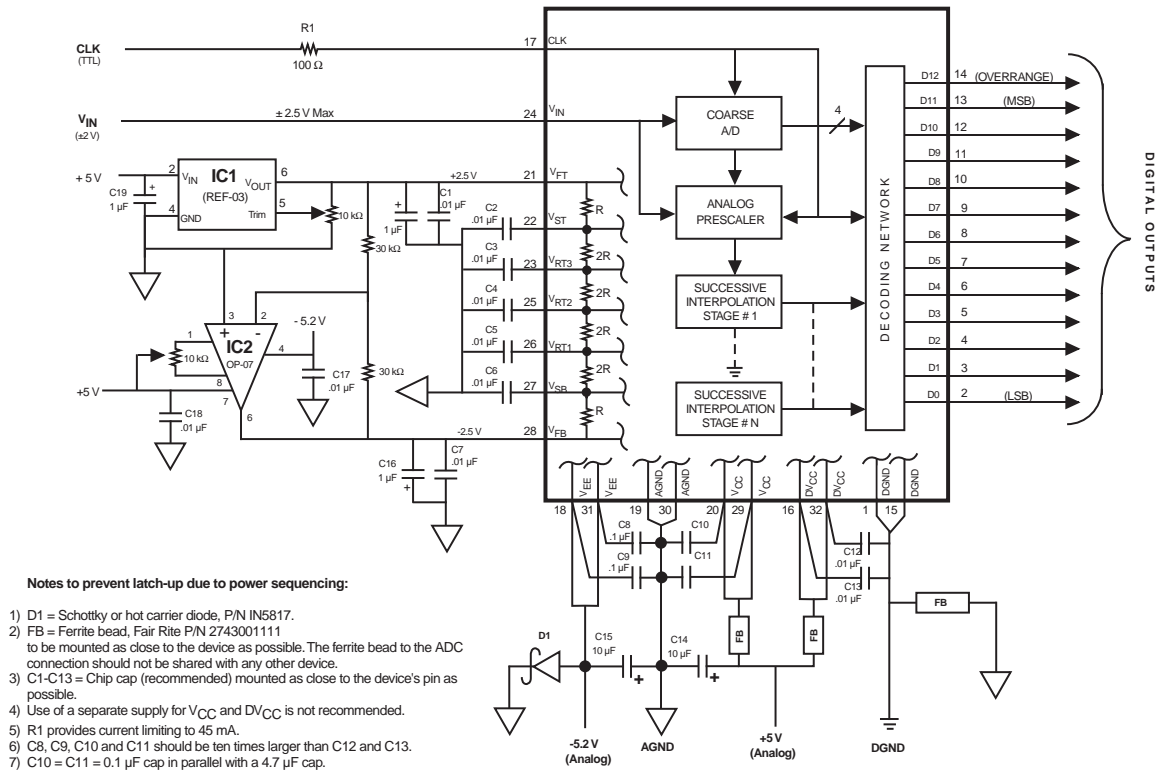 CLK
(TTL)
R1
100 Ω
17
CLK
VIN
(±2 V)
± 2.5 V Max
24
VIN
COARSE
A/D
4
ANALOG
PRESCALER
SUCCESSIVE
INTERPOLATION
STAGE # 1
SUCCESSIVE
INTERPOLATION
STAGE # N
DECODING NETWORK
D12 14 (OVERRANGE)
D11 13 (MSB)
D10 12
D9 11
D8 10
D7 9
D6 8
D5 7
D4 6
D3 5
D2 4
D1 3
D0 2 (LSB)
DIGITAL OUTPUTS
+ 5 V
C19
1 µF
+
2
VIN
IC1
(REF-03)
VOUT
6
Trim
5
4
GND
10 kΩ
30 kΩ
+
1 µF
C1
.01 µF
+2.5 V
21
VFT
R
C2
.01 µF
22
VST
2R
C3
.01 µF
23
VRT3
2R
C4
.01 µF
25
VRT2
2R
C5
.01 µF
26
VRT1
2R
C6
.01 µF
27
VSB
R
-2.5 V
28
VFB
3
2
+
-
IC2
OP-07
1
10 kΩ
8
7
6
4
- 5.2 V
C17
.01 µF
+5 V
C18
.01 µF
30 kΩ
C16
1 µF
+
C7
.01 µF
VEE
VEE
AGND
AGND
VCC
VCC
DVCC
DVCC
DGND
DGND
18
31
19
30
20
29
16
32
1
15
C8
.1 µF
C10
C9
.1 µF
C11
C12
.01 µF
C13
.01 µF
FB
FB
FB
D1
C15
10 µF
+
C14
10 µF
+
-5.2 V
(Analog)
AGND
+5 V
(Analog)
DGND
Notes to prevent latch-up due to power sequencing:
1) D1 = Schottky or hot carrier diode, P/N IN5817.
2) FB = Ferrite bead, Fair Rite P/N 2743001111
to be mounted as close to the device as possible. The ferrite bead to the ADC
connection should not be shared with any other device.
3) C1-C13 = Chip cap (recommended) mounted as close to the device's pin as
possible.
4) Use of a separate supply for VCC and DVCC is not recommended.
5) R1 provides current limiting to 45 mA.
6) C8, C9, C10 and C11 should be ten times larger than C12 and C13.
7) C10 = C11 = 0.1 µF cap in parallel with a 4.7 µF cap.